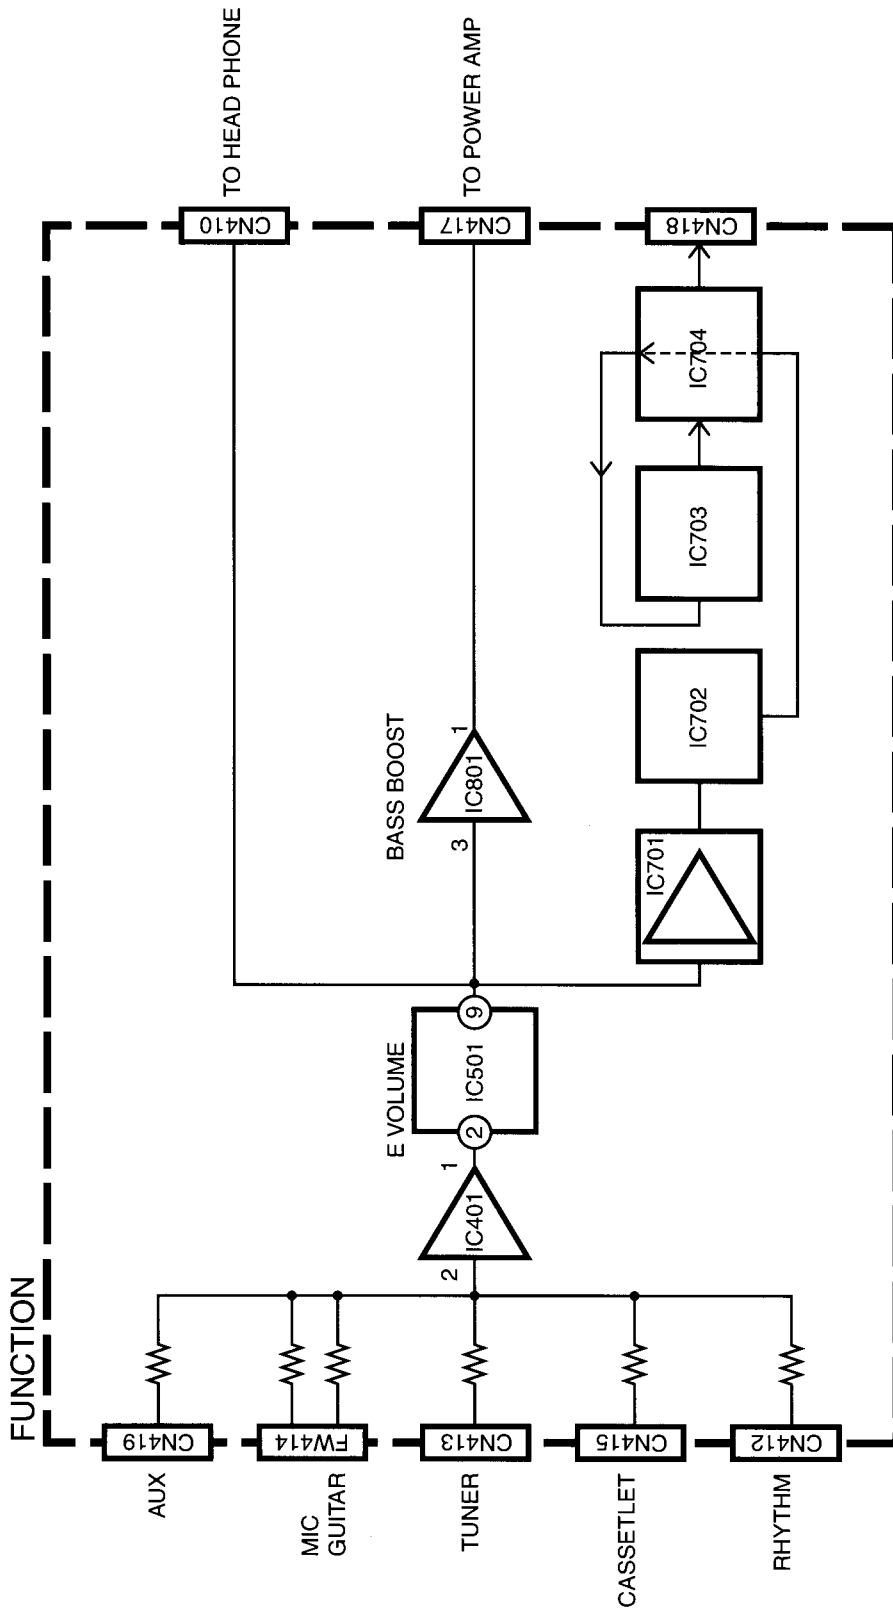 FUNCTION
AUX
CN419
MIC
GUITAR
FW414
TUNER
CN413
CASSETLET
CN415
RHYTHM
CN412
2
IC401
1
E VOLUME
2
IC501
9
BASS BOOST
3
IC801
1
IC701
IC702
IC703
IC704
CN410
TO HEAD PHONE
CN417
TO POWER AMP
CN418